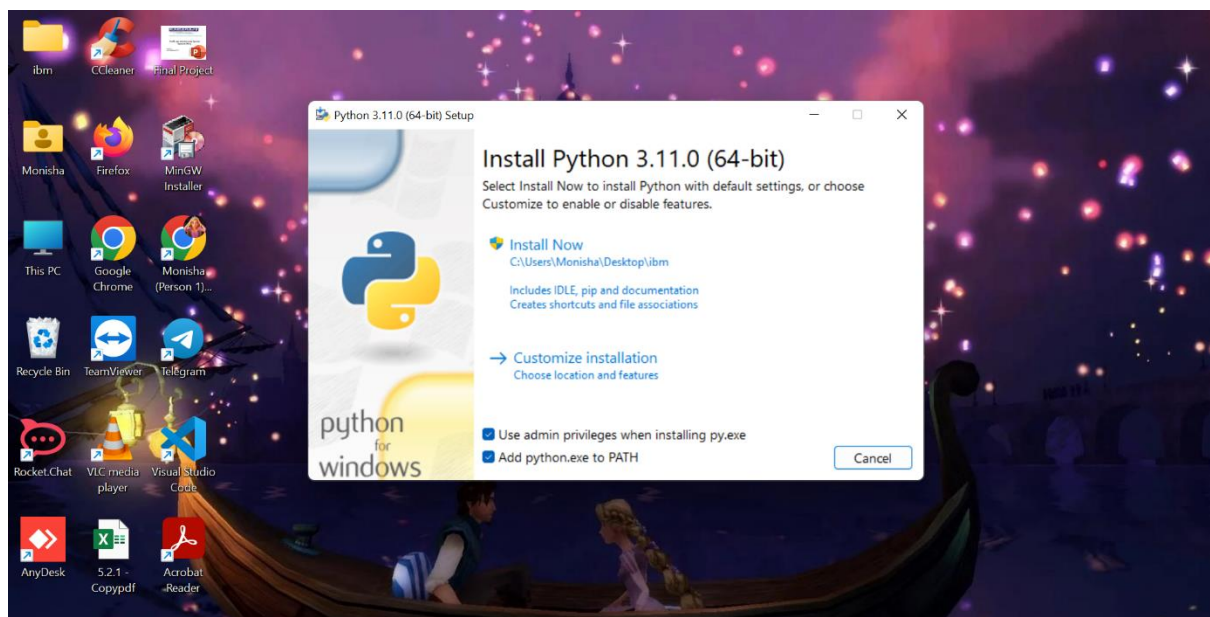 ibm
CCleaner
Final Project
Monisha
Firefox
MinGW
Installer
This PC
Google
Chrome
Monisha
(Person 1)...
Recycle Bin
TeamViewer
Telegram
Rocket.Chat
VLC media
player
Visual Studio
Code
AnyDesk
5.2.1 -
Copypdf
Acrobat
Reader
Python 3.11.0 (64-bit) Setup
Install Python 3.11.0 (64-bit)
Select Install Now to install Python with default settings, or choose
Customize to enable or disable features.
Install Now
C:\Users\Monisha\Desktop\ibm
Includes IDLE, pip and documentation
Creates shortcuts and file associations
Customize installation
Choose location and features
Use admin privileges when installing py.exe
Add python.exe to PATH
Cancel
python
for
windows